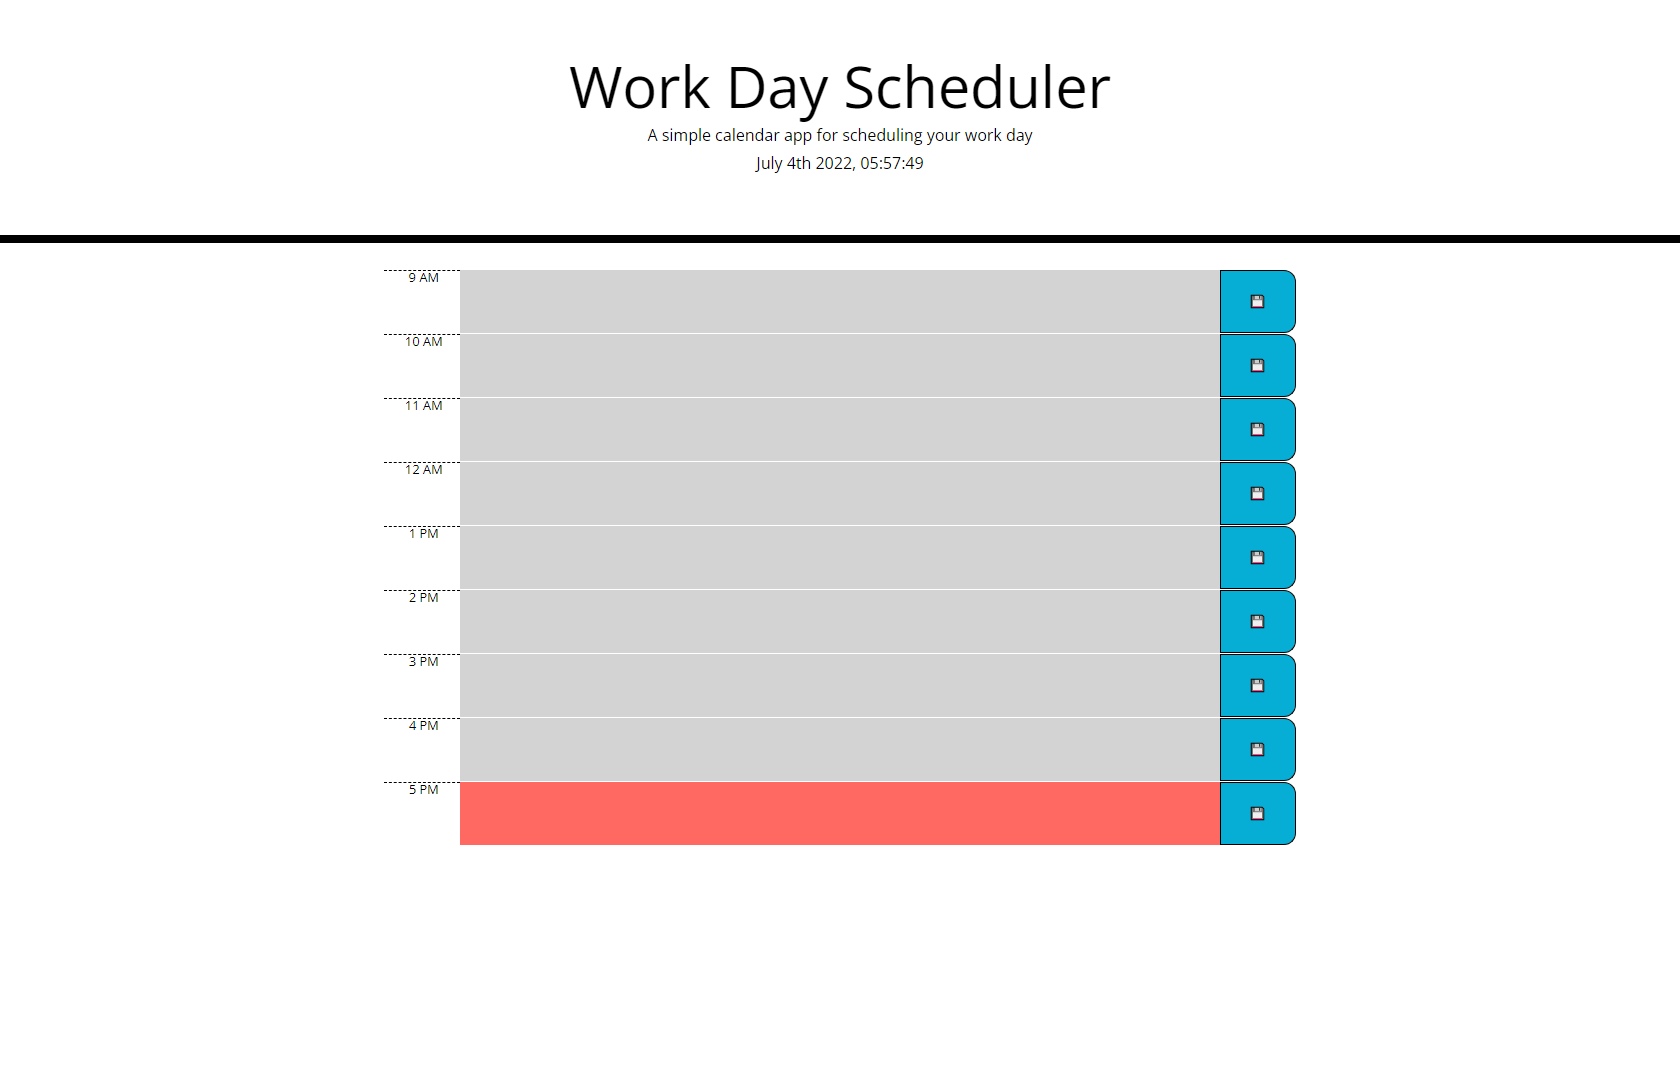 Work Day Scheduler
A simple calendar app for scheduling your work day
July 4th 2022, 05:57:49
9 AM
10 AM
11 AM
12 AM
1 PM
2 PM
3 PM
4 PM
5 PM